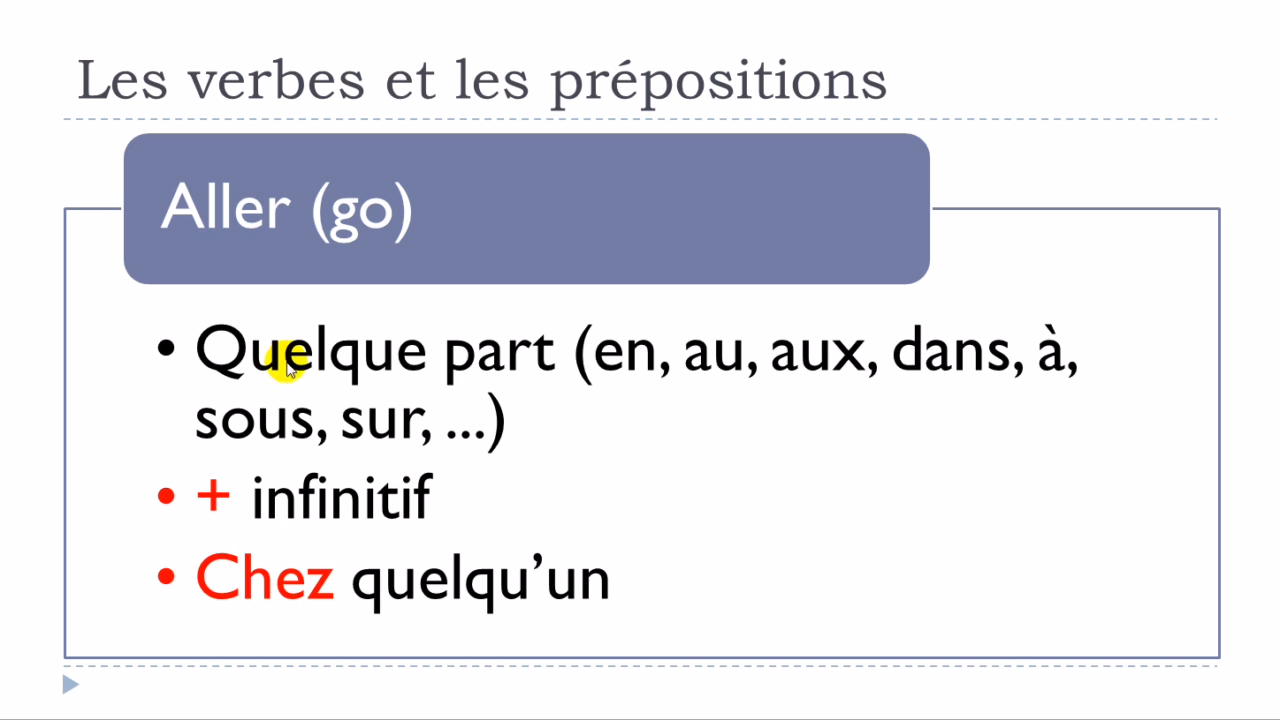 Les verbes et les prépositions
Aller (go)
• Quelque part (en, au, aux, dans, à,
sous, sur, ...)
• + infinitif
• Chez quelqu’un